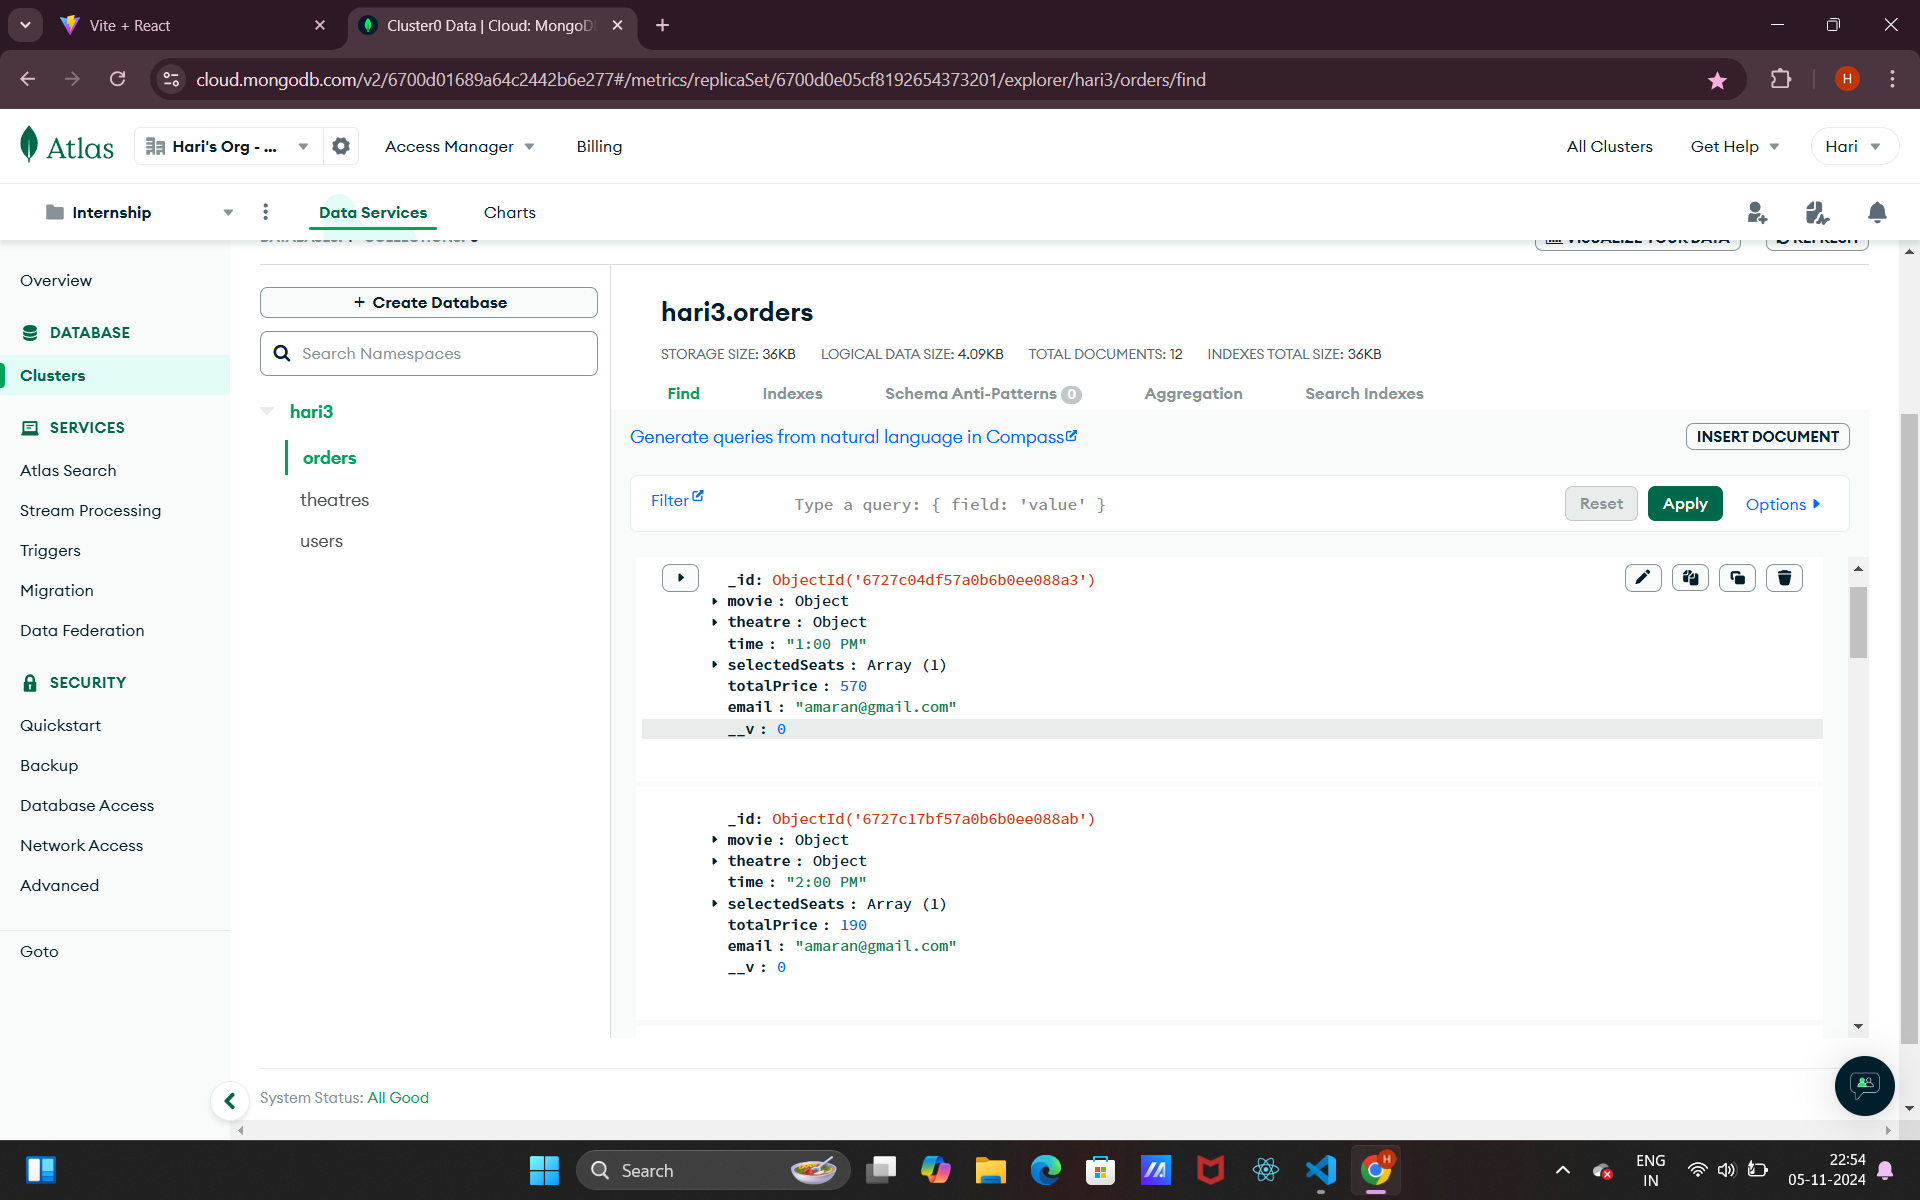 Vite + React
Cluster0 Data | Cloud: MongoD
cloud.mongodb.com/v2/6700d01689a64c2442b6e277#/metrics/replicaSet/6700d0e05cf8192654373201/explorer/hari3/orders/find
H
Atlas
Hari's Org - ...
Access Manager
Billing
All Clusters
Get Help
Hari
Internship
Data Services
Charts
VISUALIZE YOUR DATA
REFRESH
Overview
DATABASE
Clusters
SERVICES
Atlas Search
Stream Processing
Triggers
Migration
Data Federation
SECURITY
Quickstart
Backup
Database Access
Network Access
Advanced
Goto
+ Create Database
Search Namespaces
hari3
orders
theatres
users
hari3.orders
STORAGE SIZE: 36KB LOGICAL DATA SIZE: 4.09KB TOTAL DOCUMENTS: 12 INDEXES TOTAL SIZE: 36KB
Find Indexes Schema Anti-Patterns 0 Aggregation Search Indexes
Generate queries from natural language in Compass
INSERT DOCUMENT
Filter
Type a query: { field: 'value' }
Reset
Apply
Options
_id: ObjectId('6727c04df57a0b6b0ee088a3')
movie : Object
theatre : Object
time : "1:00 PM"
selectedSeats : Array (1)
totalPrice : 570
email : "amaran@gmail.com"
__v : 0
_id: ObjectId('6727c17bf57a0b6b0ee088ab')
movie : Object
theatre : Object
time : "2:00 PM"
selectedSeats : Array (1)
totalPrice : 190
email : "amaran@gmail.com"
__v : 0
System Status: All Good
Search
H
ENG
IN
22:54
05-11-2024